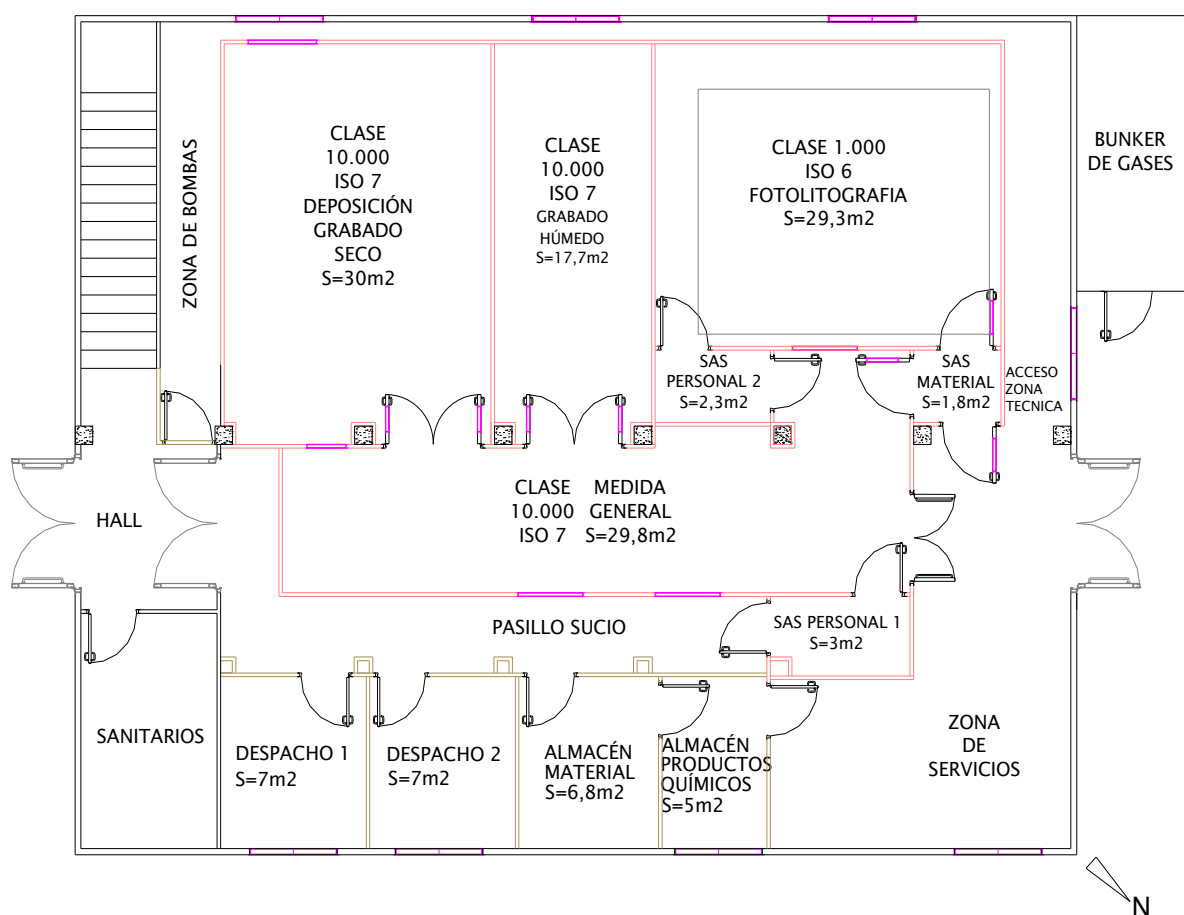 ZONA DE BOMBAS
CLASE
10.000
ISO 7
DEPOSICIÓN
GRABADO
SECO
S=30m2
CLASE
10.000
ISO 7
GRABADO
HÚMEDO
S=17,7m2
CLASE 1.000
ISO 6
FOTOLITOGRAFIA
S=29,3m2
BUNKER
DE GASES
SAS
PERSONAL 2
S=2,3m2
SAS
MATERIAL
S=1,8m2
ACCESO
ZONA
TECNICA
HALL
CLASE MEDIDA
10.000 GENERAL
ISO 7 S=29,8m2
PASILLO SUCIO
SAS PERSONAL 1
S=3m2
SANITARIOS
DESPACHO 1
S=7m2
DESPACHO 2
S=7m2
ALMACÉN
MATERIAL
S=6,8m2
ALMACÉN
PRODUCTOS
QUÍMICOS
S=5m2
ZONA
DE
SERVICIOS
N